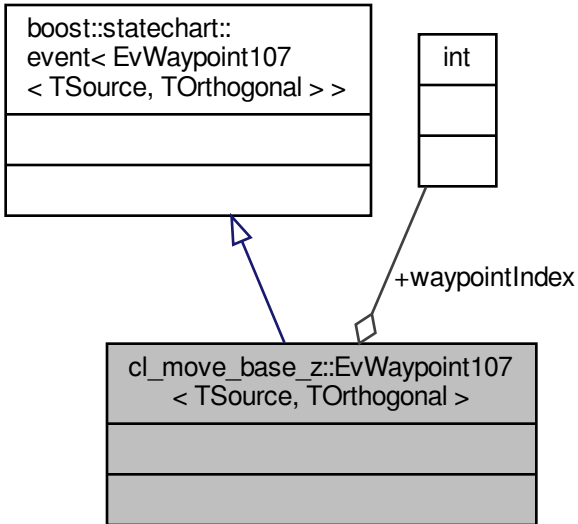 boost::statechart::
event< EvWaypoint107
< TSource, TOrthogonal > >
int
+waypointIndex
cl_move_base_z::EvWaypoint107
< TSource, TOrthogonal >